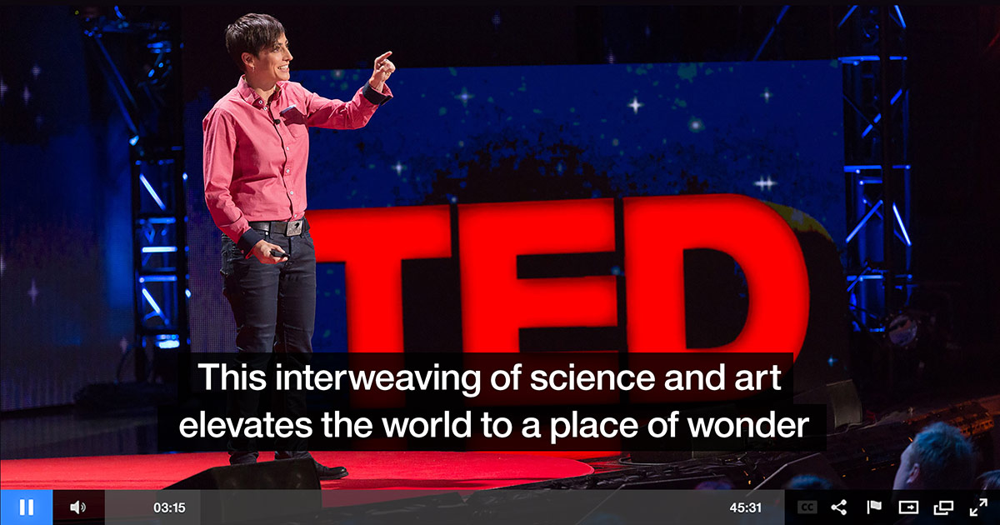 TED
This interweaving of science and art
elevates the world to a place of wonder
03:15
45:31
CC